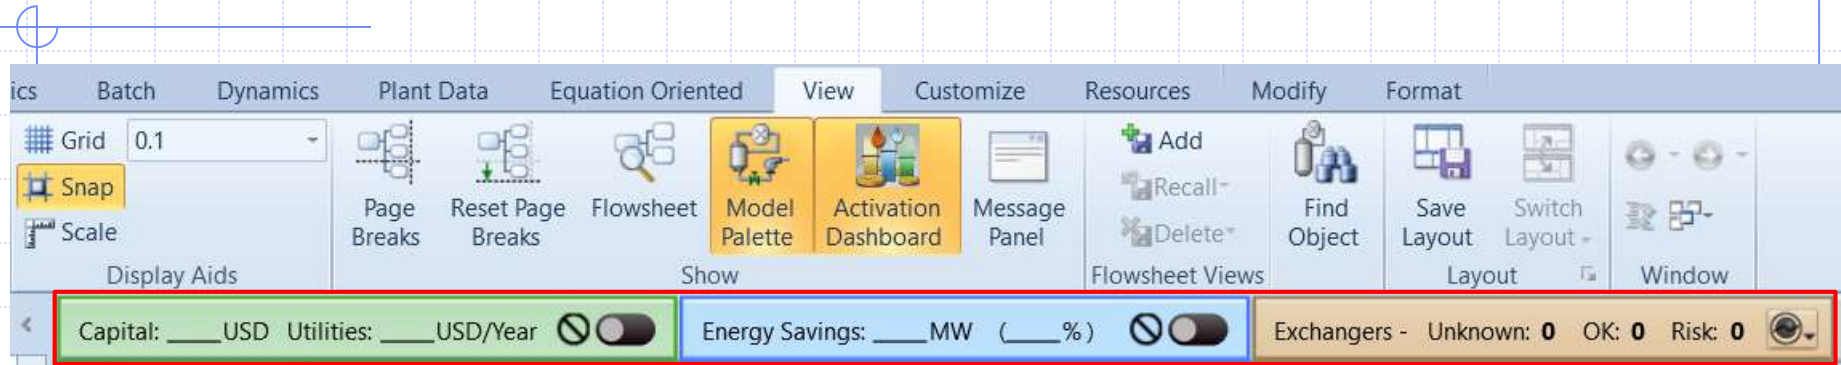 ics Batch Dynamics Plant Data Equation Oriented View Customize Resources Modify Format
Grid 0.1
Snap
Scale
Display Aids
Page
Breaks
Reset Page
Breaks
Flowsheet
Model
Palette
Activation
Dashboard
Message
Panel
Show
Add
Recall
Delete
Flowsheet Views
Find
Object
Save
Layout
Switch
Layout
Layout
Window
Capital: ____USD Utilities: ____USD/Year Energy Savings: ____MW (____%) Exchangers - Unknown: 0 OK: 0 Risk: 0